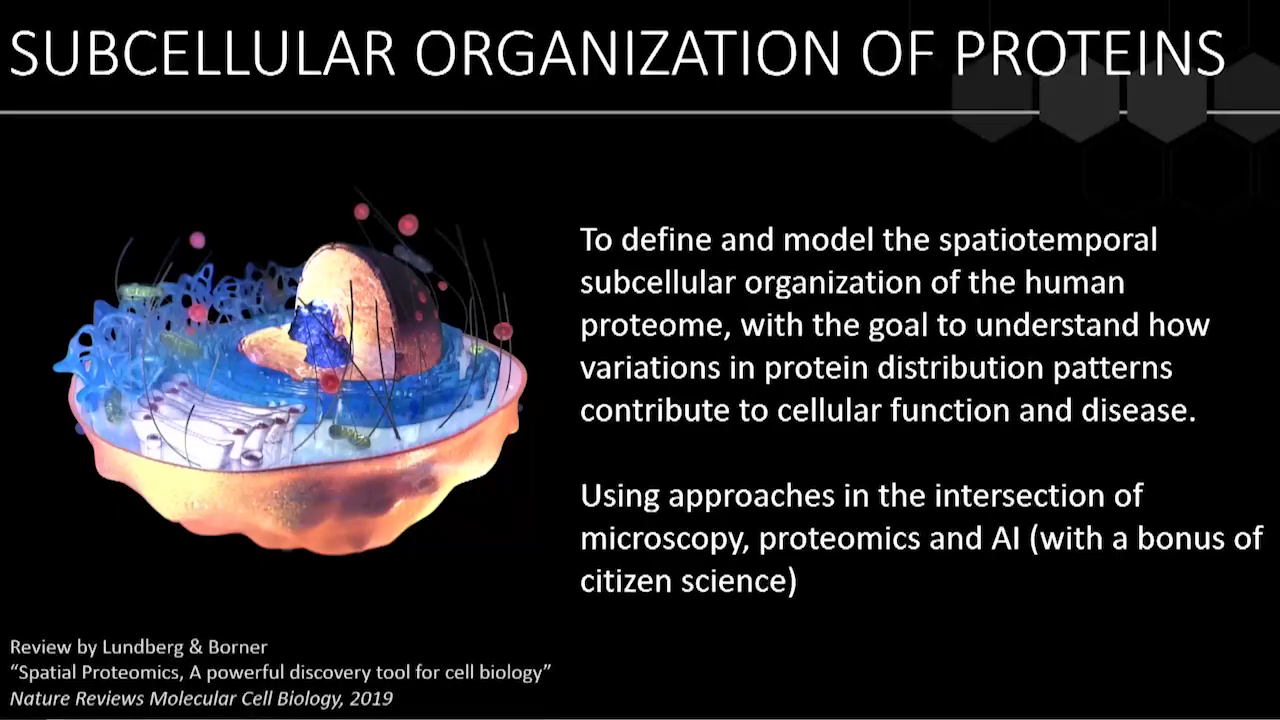 SUBCELLULAR ORGANIZATION OF PROTEINS
To define and model the spatiotemporal
subcellular organization of the human
proteome, with the goal to understand how
variations in protein distribution patterns
contribute to cellular function and disease.
Using approaches in the intersection of
microscopy, proteomics and AI (with a bonus of
citizen science)
Review by Lundberg & Borner
“Spatial Proteomics, A powerful discovery tool for cell biology”
Nature Reviews Molecular Cell Biology, 2019